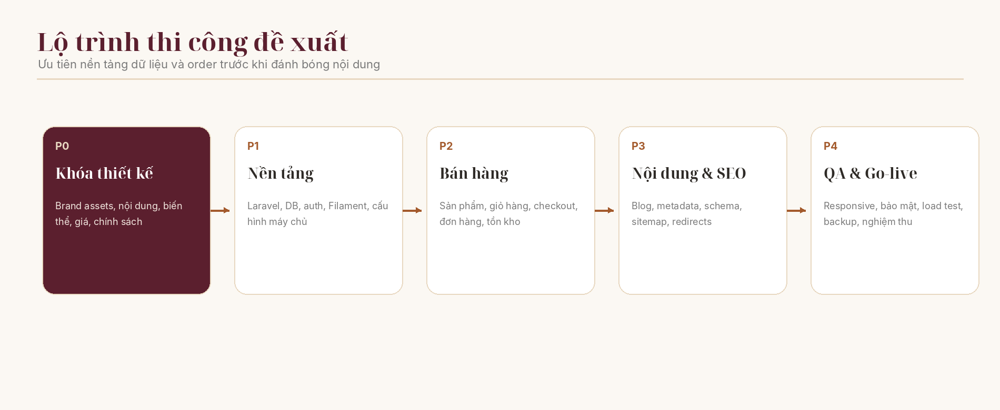 Lộ trình thi công đề xuất
Ưu tiên nền tảng dữ liệu và order trước khi đánh bóng nội dung
P0
Khóa thiết kế
Brand assets, nội dung, biến
thể, giá, chính sách
P1
Nền tảng
Laravel, DB, auth, Filament, cấu
hình máy chủ
P2
Bán hàng
Sản phẩm, giỏ hàng, checkout,
đơn hàng, tồn kho
P3
Nội dung & SEO
Blog, metadata, schema,
sitemap, redirects
P4
QA & Go-live
Responsive, bảo mật, load test,
backup, nghiệm thu